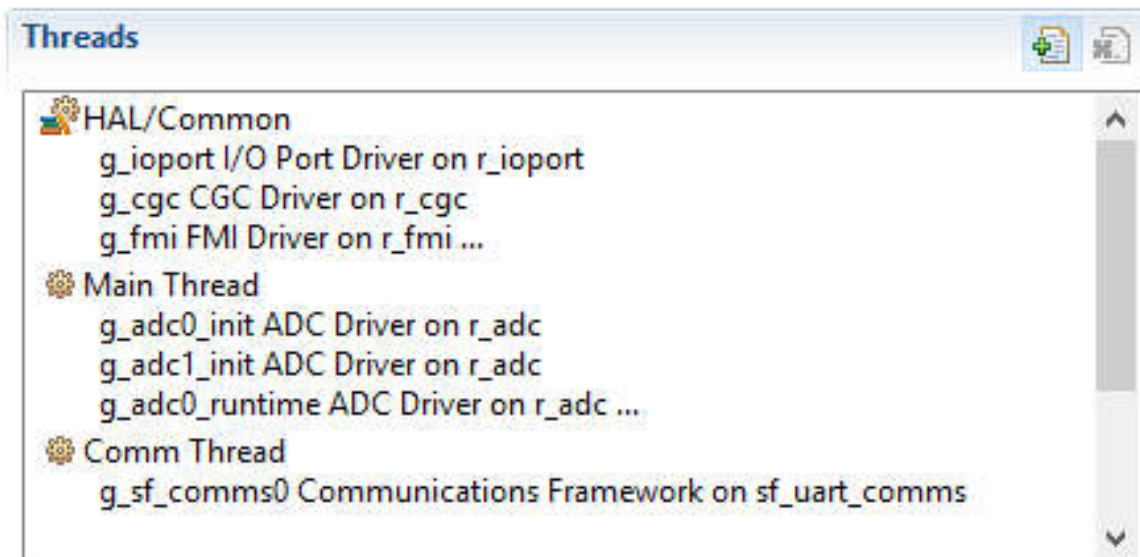 Threads
HAL/Common
g_ioport I/O Port Driver on r_ioport
g_cgc CGC Driver on r_cgc
g_fmi FMI Driver on r_fmi ...
Main Thread
g_adc0_init ADC Driver on r_adc
g_adc1_init ADC Driver on r_adc
g_adc0_runtime ADC Driver on r_adc ...
Comm Thread
g_sf_comms0 Communications Framework on sf_uart_comms